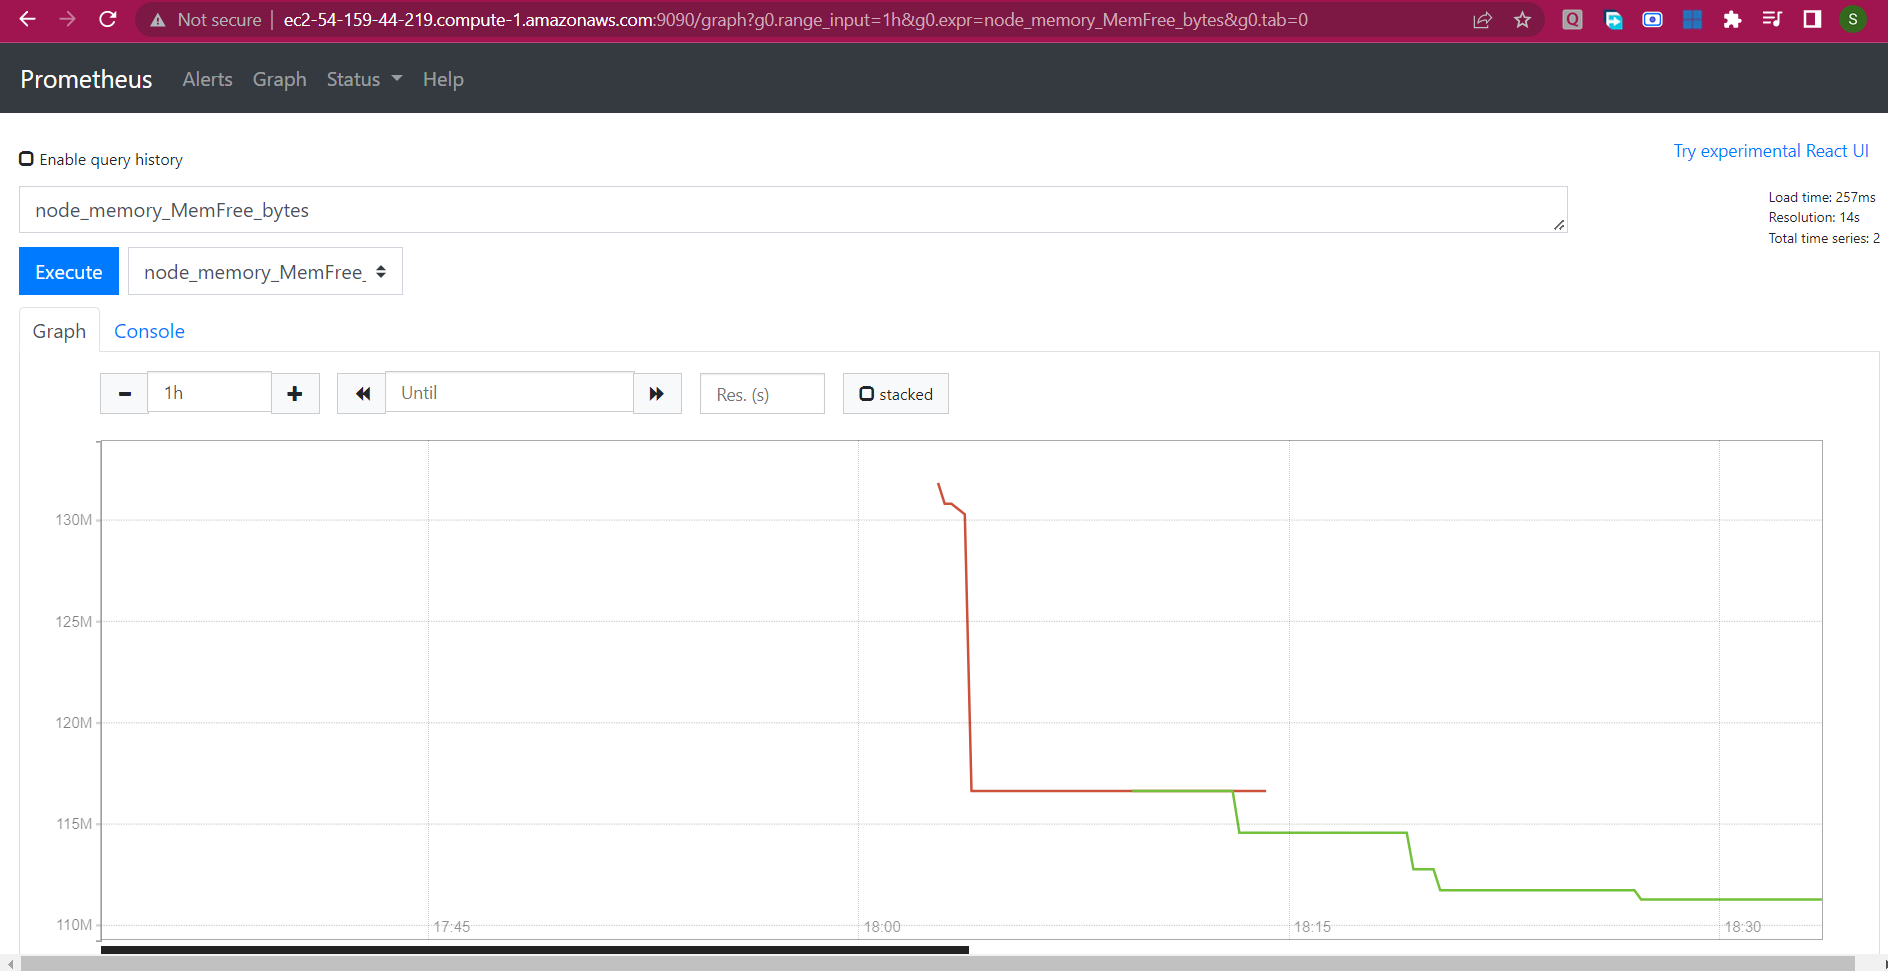 Not secure | ec2-54-159-44-219.compute-1.amazonaws.com:9090/graph?g0.range_input=1h&g0.expr=node_memory_MemFree_bytes&g0.tab=0
Q
S
Prometheus Alerts Graph Status Help
Enable query history
Try experimental React UI
node_memory_MemFree_bytes
Load time: 257ms
Resolution: 14s
Total time series: 2
Execute
node_memory_MemFree_
Graph Console
1h
Until
Res. (s)
stacked
130M
125M
120M
115M
110M
17:45
18:00
18:15
18:30